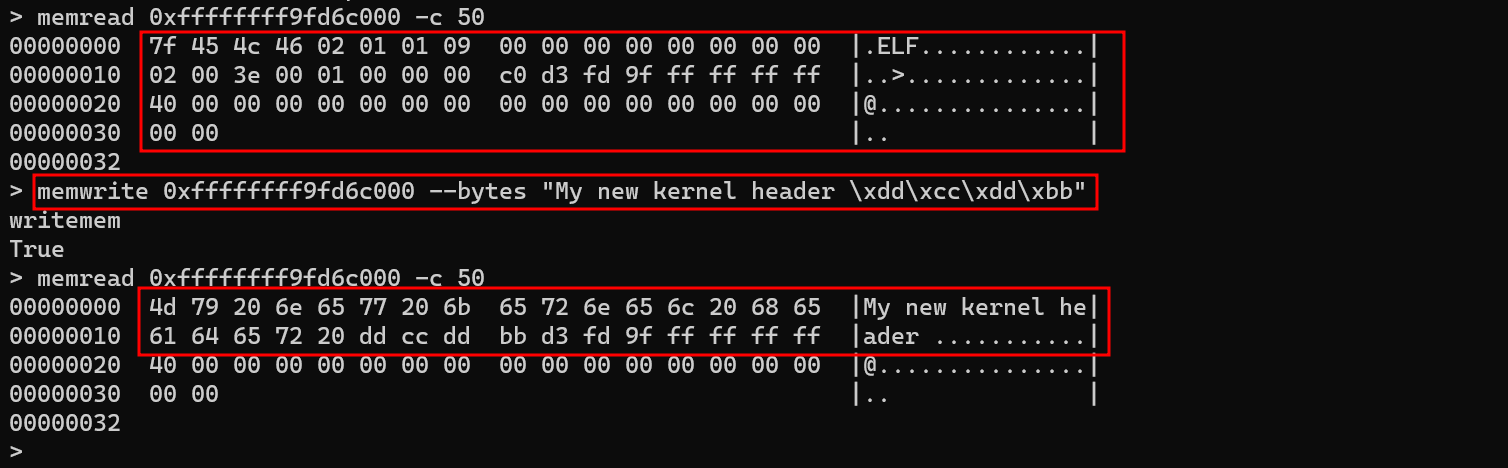 > memread 0xffffffff9fd6c000 -c 50
00000000  7f 45 4c 46 02 01 01 09  00 00 00 00 00 00 00 00  |.ELF............|
00000010  02 00 3e 00 01 00 00 00  c0 d3 fd 9f ff ff ff ff  |..>.............|
00000020  40 00 00 00 00 00 00 00  00 00 00 00 00 00 00 00  |@...............|
00000030  00 00                                             |..              |
00000032
> memwrite 0xffffffff9fd6c000 --bytes "My new kernel header \xdd\xcc\xdd\xbb"
writemem
True
> memread 0xffffffff9fd6c000 -c 50
00000000  4d 79 20 6e 65 77 20 6b  65 72 6e 65 6c 20 68 65  |My new kernel he|
00000010  61 64 65 72 20 dd cc dd  bb d3 fd 9f ff ff ff ff  |ader ...........|
00000020  40 00 00 00 00 00 00 00  00 00 00 00 00 00 00 00  |@...............|
00000030  00 00                                             |..              |
00000032
>